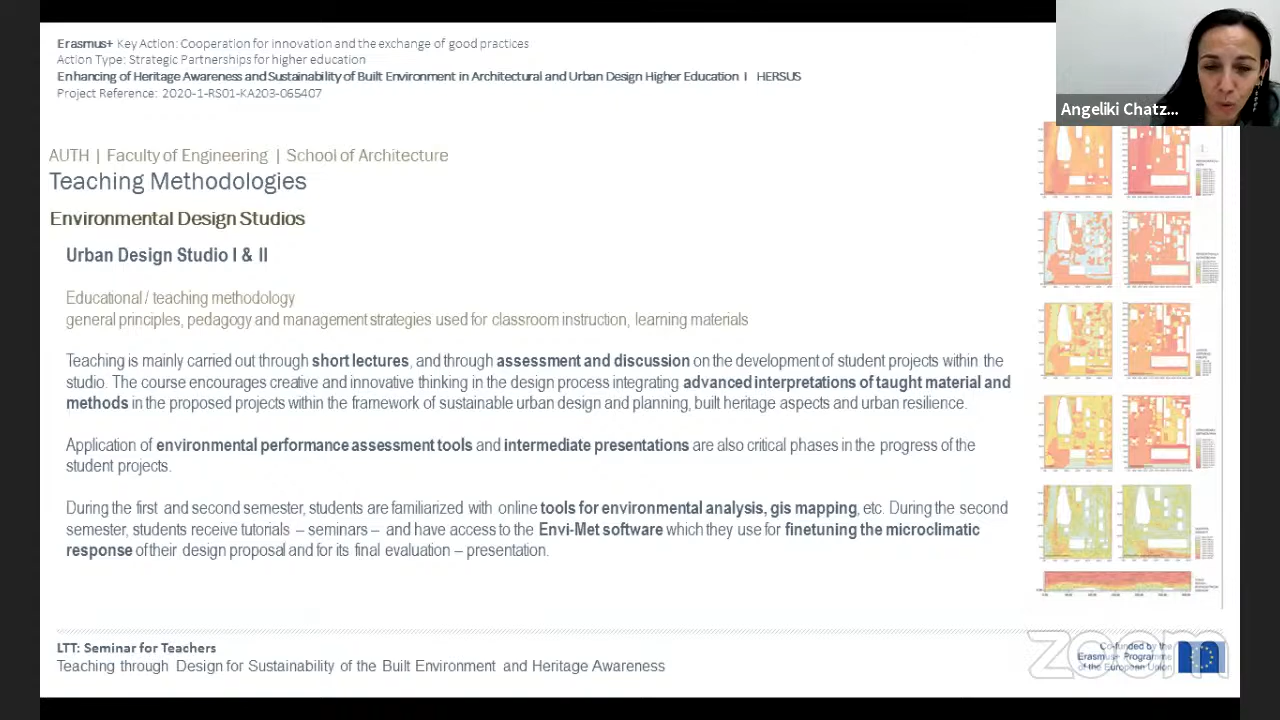 Erasmus+ Key Action: Cooperation for innovation and the exchange of good practices
Action Type: Strategic Partnerships for higher education
Enhancing of Heritage Awareness and Sustainability of Built Environment in Architectural and Urban Design Higher Education I HERSUS
Project Reference: 2020-1-RS01-KA203-065407
Angeliki Chatz...
AUTH | Faculty of Engineering | School of Architecture
Teaching Methodologies
Environmental Design Studios
Urban Design Studio I & II
Educational / teaching methodology
general principles, pedagogy and management strategies used for classroom instruction, learning materials
Teaching is mainly carried out through short lectures, and through assessment and discussion on the development of student projects within the
studio. The course encourages creative and innovative thinking in the design process integrating advanced interpretations of taught material and
methods in the proposed projects within the framework of sustainable urban design and planning, built heritage aspects and urban resilience.
Application of environmental performance assessment tools and intermediate presentations are also critical phases in the progress of the
student projects.
During the first and second semester, students are familiarized with online tools for environmental analysis, gis mapping, etc. During the second
semester, students receive tutorials – seminars – and have access to the Envi-Met software which they use for finetuning the microclimatic
response of their design proposal and for its final evaluation – presentation.
LTT: Seminar for Teachers
Teaching through Design for Sustainability of the Built Environment and Heritage Awareness
zoom
Co-funded by the
Erasmus+ Programme
of the European Union